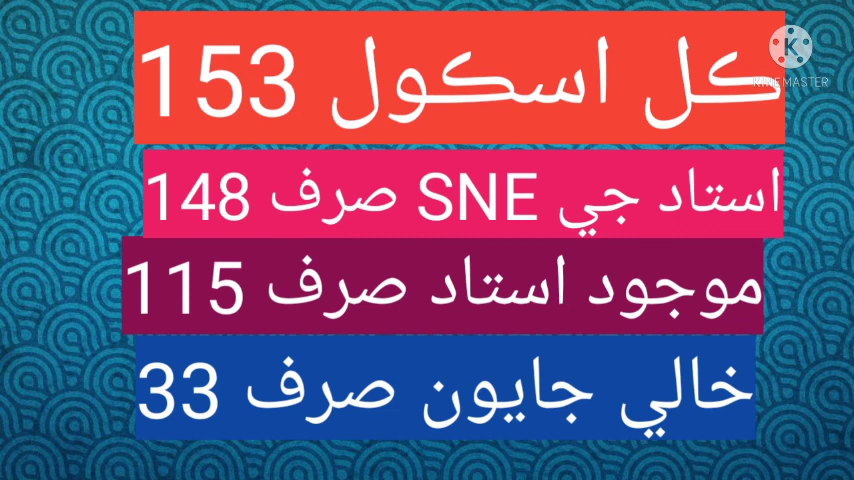 كل اسكول 153
KINEMASTER
استاد جي SNE صرف 148
موجود استاد صرف 115
خالي جايون صرف 33